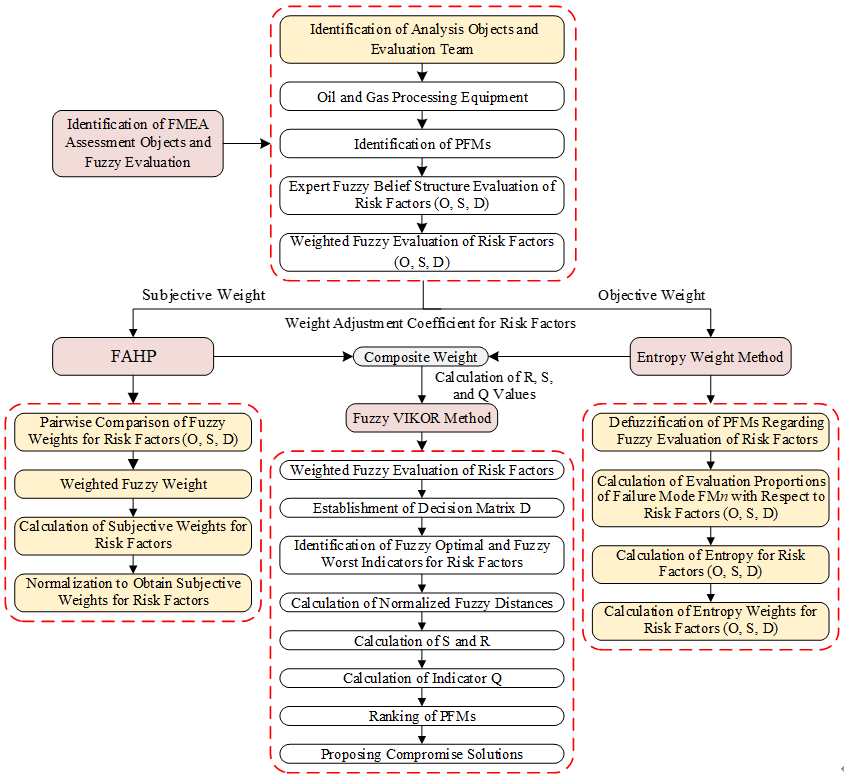 Identification of Analysis Objects and
Evaluation Team
Oil and Gas Processing Equipment
Identification of FMEA
Assessment Objects and
Fuzzy Evaluation
Identification of PFMs
Expert Fuzzy Belief Structure Evaluation of
Risk Factors (O, S, D)
Weighted Fuzzy Evaluation of Risk Factors
(O, S, D)
Subjective Weight
Objective Weight
Weight Adjustment Coefficient for Risk Factors
FAHP
Composite Weight
Entropy Weight Method
Calculation of R, S,
and Q Values
Fuzzy VIKOR Method
Pairwise Comparison of Fuzzy
Weights for Risk Factors (O, S, D)
Weighted Fuzzy Weight
Calculation of Subjective Weights for
Risk Factors
Normalization to Obtain Subjective
Weights for Risk Factors
Weighted Fuzzy Evaluation of Risk Factors
Establishment of Decision Matrix D
Identification of Fuzzy Optimal and Fuzzy
Worst Indicators for Risk Factors
Calculation of Normalized Fuzzy Distances
Calculation of S and R
Calculation of Indicator Q
Ranking of PFMs
Proposing Compromise Solutions
Defuzzification of PFMs Regarding
Fuzzy Evaluation of Risk Factors
Calculation of Evaluation Proportions
of Failure Mode FMn with Respect to
Risk Factors (O, S, D)
Calculation of Entropy for Risk
Factors (O, S, D)
Calculation of Entropy Weights for
Risk Factors (O, S, D)